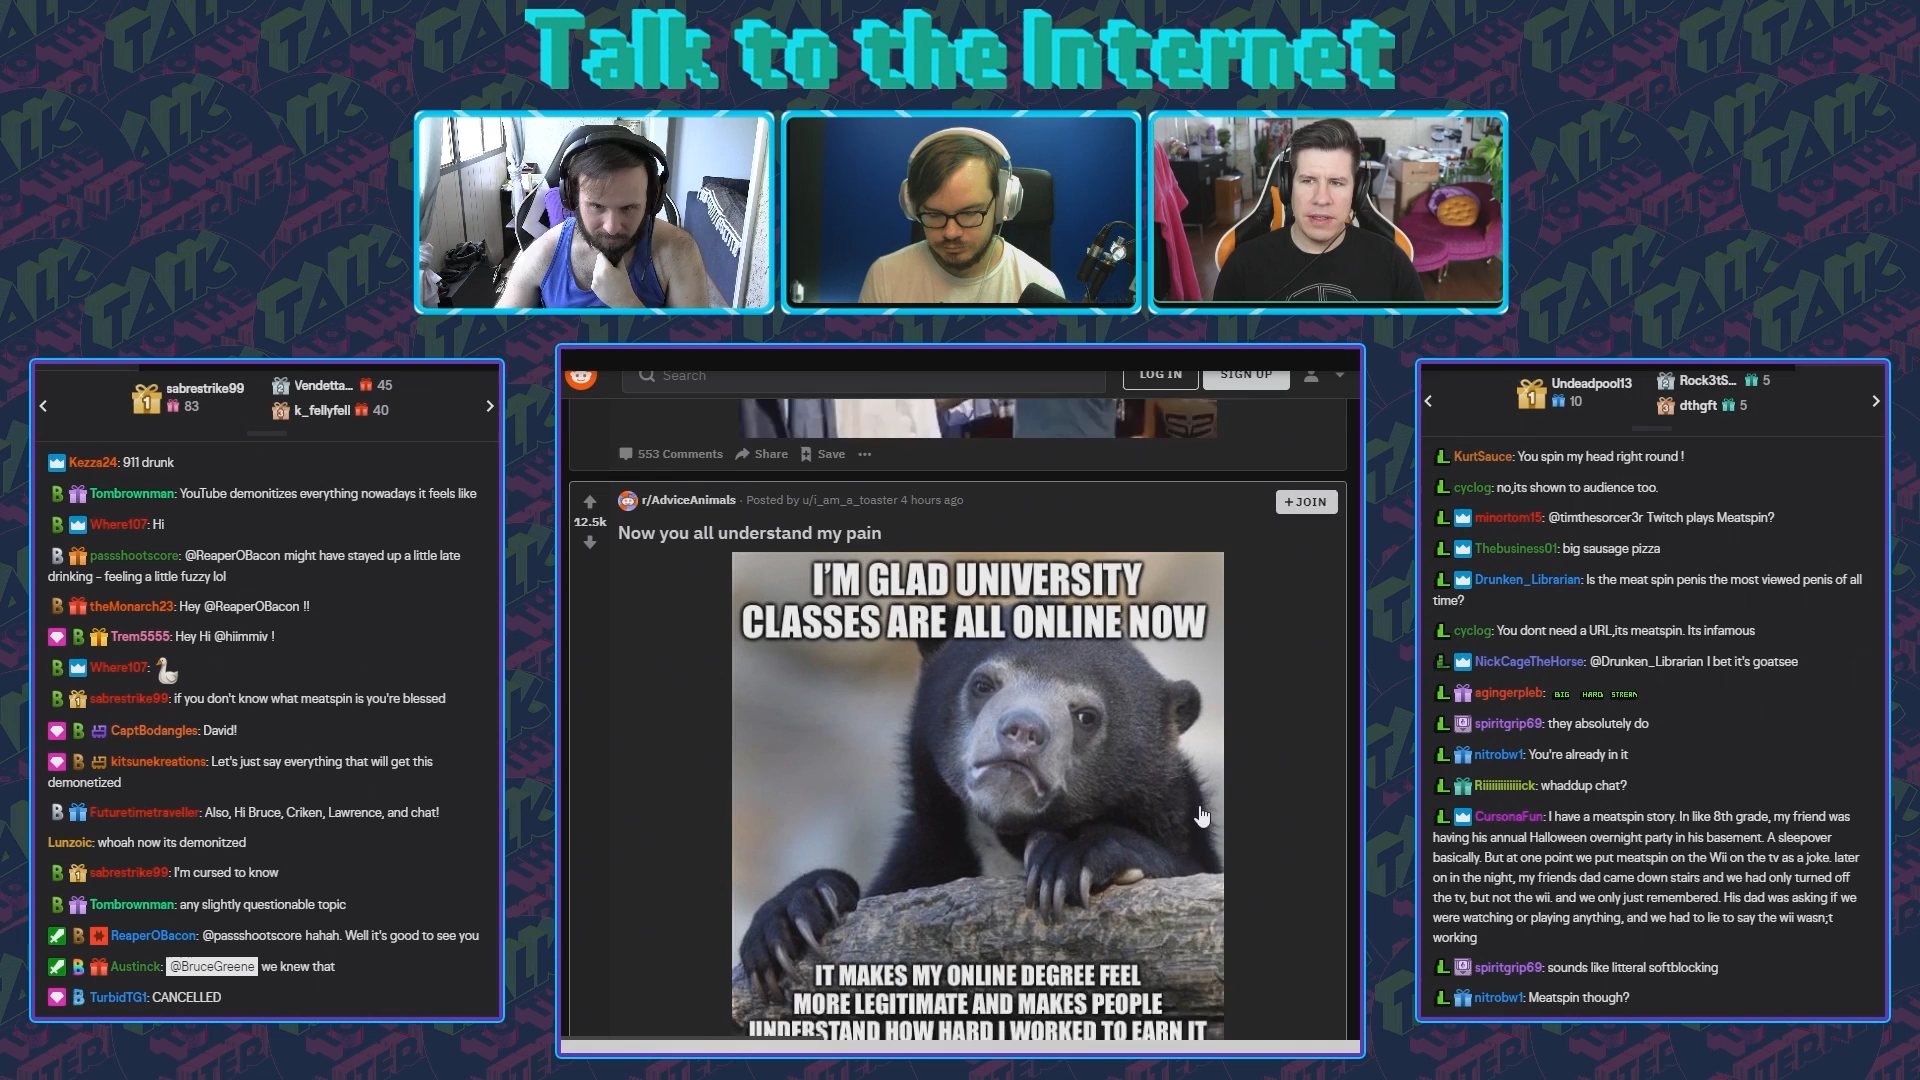 Talk to the Internet
sabrestrike99
83
Vendetta... 45
k_fellyfell 40
Kezza24: 911 drunk
Tombrownman: YouTube demonitizes everything nowadays it feels like
Where107: Hi
passshootscore: @ReaperOBacon might have stayed up a little late
drinking - feeling a little fuzzy lol
theMonarch23: Hey @ReaperOBacon !!
Trem5555: Hey Hi @hiimmiv !
Where107:
sabrestrike99: if you don't know what meatspin is you're blessed
CaptBodangles: David!
kitsunekreations: Let's just say everything that will get this
demonetized
Futuretimetraveller: Also, Hi Bruce, Criken, Lawrence, and chat!
Lunzoic: whoah now its demonitzed
sabrestrike99: I'm cursed to know
Tombrownman: any slightly questionable topic
ReaperOBacon: @passshootscore hahah. Well it's good to see you
Austinck: @BruceGreene we knew that
TurbidTG1: CANCELLED
Search
LOG IN
SIGN UP
553 Comments Share Save
r/AdviceAnimals · Posted by u/i_am_a_toaster 4 hours ago
+ JOIN
12.5k
Now you all understand my pain
I'M GLAD UNIVERSITY
CLASSES ARE ALL ONLINE NOW
IT MAKES MY ONLINE DEGREE FEEL
MORE LEGITIMATE AND MAKES PEOPLE
UNDERSTAND HOW HARD I WORKED TO EARN IT
Undeadpool13
10
Rock3tS... 5
dthgft 5
KurtSauce: You spin my head right round !
cyclog: no,its shown to audience too.
minortom15: @timthesorcer3r Twitch plays Meatspin?
Thebusiness01: big sausage pizza
Drunken_Librarian: Is the meat spin penis the most viewed penis of all
time?
cyclog: You dont need a URL,its meatspin. Its infamous
NickCageTheHorse: @Drunken_Librarian I bet it's goatsee
agingerpleb: BIG HARD STREAM
spiritgrip69: they absolutely do
nitrobw1: You're already in it
Riiiiiiiiiiiiick: whaddup chat?
CursonaFun: I have a meatspin story. In like 8th grade, my friend was
having his annual Halloween overnight party in his basement. A sleepover
basically. But at one point we put meatspin on the Wii on the tv as a joke. later
on in the night, my friends dad came down stairs and we had only turned off
the tv, but not the wii. and we only just remembered. His dad was asking if we
were watching or playing anything, and we had to lie to say the wii wasn;t
working
spiritgrip69: sounds like litteral softblocking
nitrobw1: Meatspin though?